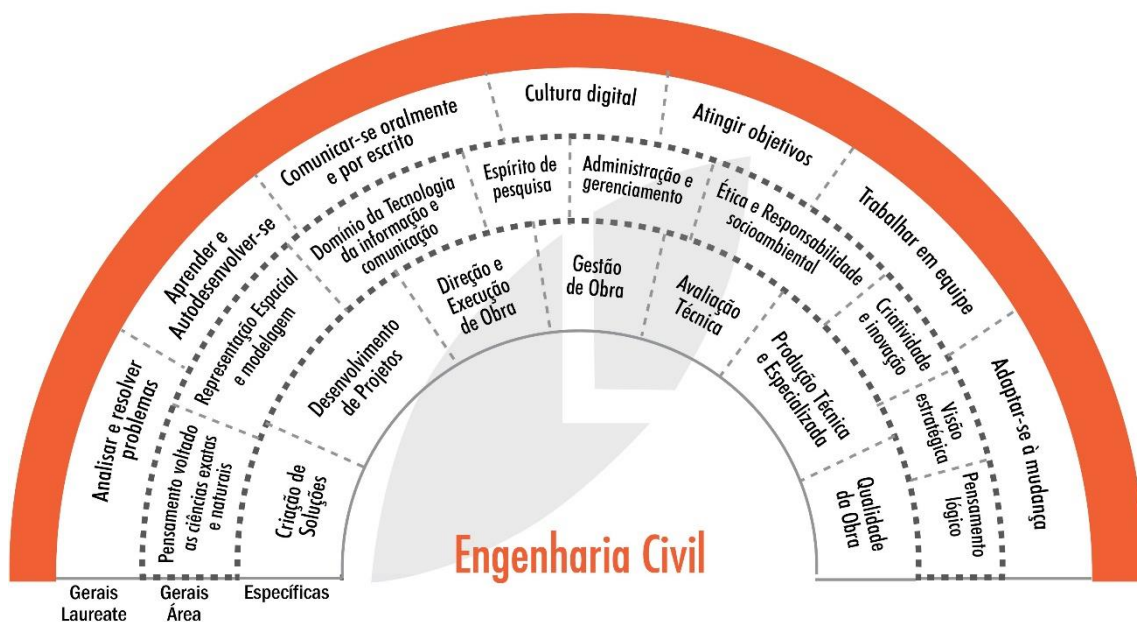 Analisar e resolver
problemas
Aprender e
Autodesenvolver-se
Comunicar-se oralmente
e por escrito
Cultura digital
Atingir objetivos
Trabalhar em equipe
Adaptar-se à mudança
Pensamento voltado
as ciências exatas
e naturais
Representação Espacial
e modelagem
Domínio da Tecnologia
da informação e
comunicação
Espírito de
pesquisa
Administração e
gerenciamento
Ética e Responsabilidade
socioambiental
Criatividade
e inovação
Visão
estratégica
Pensamento
lógico
Criação de
Soluções
Desenvolvimento
de Projetos
Direção e
Execução
de Obra
Gestão
de Obra
Avaliação
Técnica
Produção Técnica
e Especializada
Qualidade
da Obra
Engenharia Civil
Gerais
Laureate
Gerais
Área
Específicas